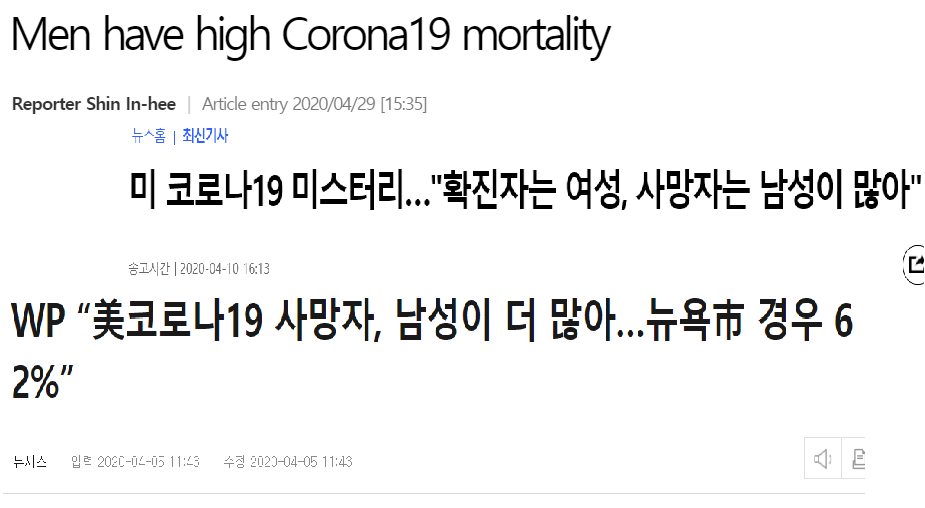 Men have high Corona19 mortality
Reporter Shin In-hee | Article entry 2020/04/29 [15:35]
뉴스홈 | 최신기사
미 코로나19 미스터리..."확진자는 여성, 사망자는 남성이 많아"
송고시간 | 2020-04-10 16:13
WP “美코로나19 사망자, 남성이 더 많아…뉴욕市 경우 6
2%”
뉴시스 입력 2020-04-05 11:43 수정 2020-04-05 11:43